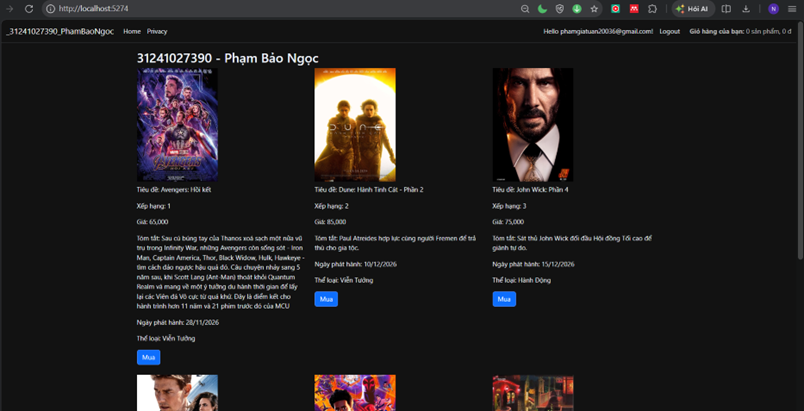 http://localhost:5274
Hỏi AI
N
_31241027390_PhạmBảoNgọc Home Privacy Hello phamgiatuan20036@gmail.com! Logout Giỏ hàng của bạn: 0 sản phẩm, 0 đ
31241027390 - Phạm Bảo Ngọc
AVENGERS
DUNE
Tiêu đề: Avengers: Hồi kết
Xếp hạng: 1
Giá: 65,000
Tóm tắt: Sau cú búng tay của Thanos xoá sạch một nửa vũ
trụ trong Infinity War, những Avengers còn sống sót - Iron
Man, Captain America, Thor, Black Widow, Hulk, Hawkeye -
tìm cách đảo ngược hậu quả đó. Câu chuyện nhảy sang 5
năm sau, khi Scott Lang (Ant-Man) thoát khỏi Quantum
Realm và mang về một ý tưởng du hành thời gian để lấy
lại các Viên đá Vô cực từ quá khứ. Đây là điểm kết cho
hành trình hơn 11 năm và 21 phim trước đó của MCU
Ngày phát hành: 28/11/2026
Thể loại: Viễn Tưởng
Mua
Tiêu đề: Dune: Hành Tinh Cát - Phần 2
Xếp hạng: 2
Giá: 85,000
Tóm tắt: Paul Atreides hợp lực cùng người Fremen để trả
thù cho gia tộc.
Ngày phát hành: 10/12/2026
Thể loại: Viễn Tưởng
Mua
Tiêu đề: John Wick: Phần 4
Xếp hạng: 3
Giá: 75,000
Tóm tắt: Sát thủ John Wick đối đầu Hội đồng Tối cao để
giành tự do.
Ngày phát hành: 15/12/2026
Thể loại: Hành Động
Mua